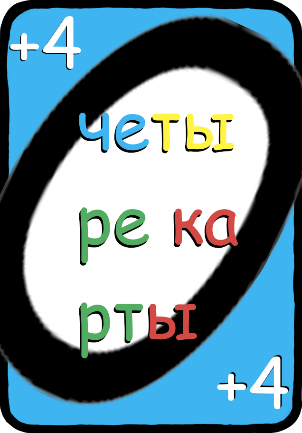 +4
четы
ре ка
рты
+4